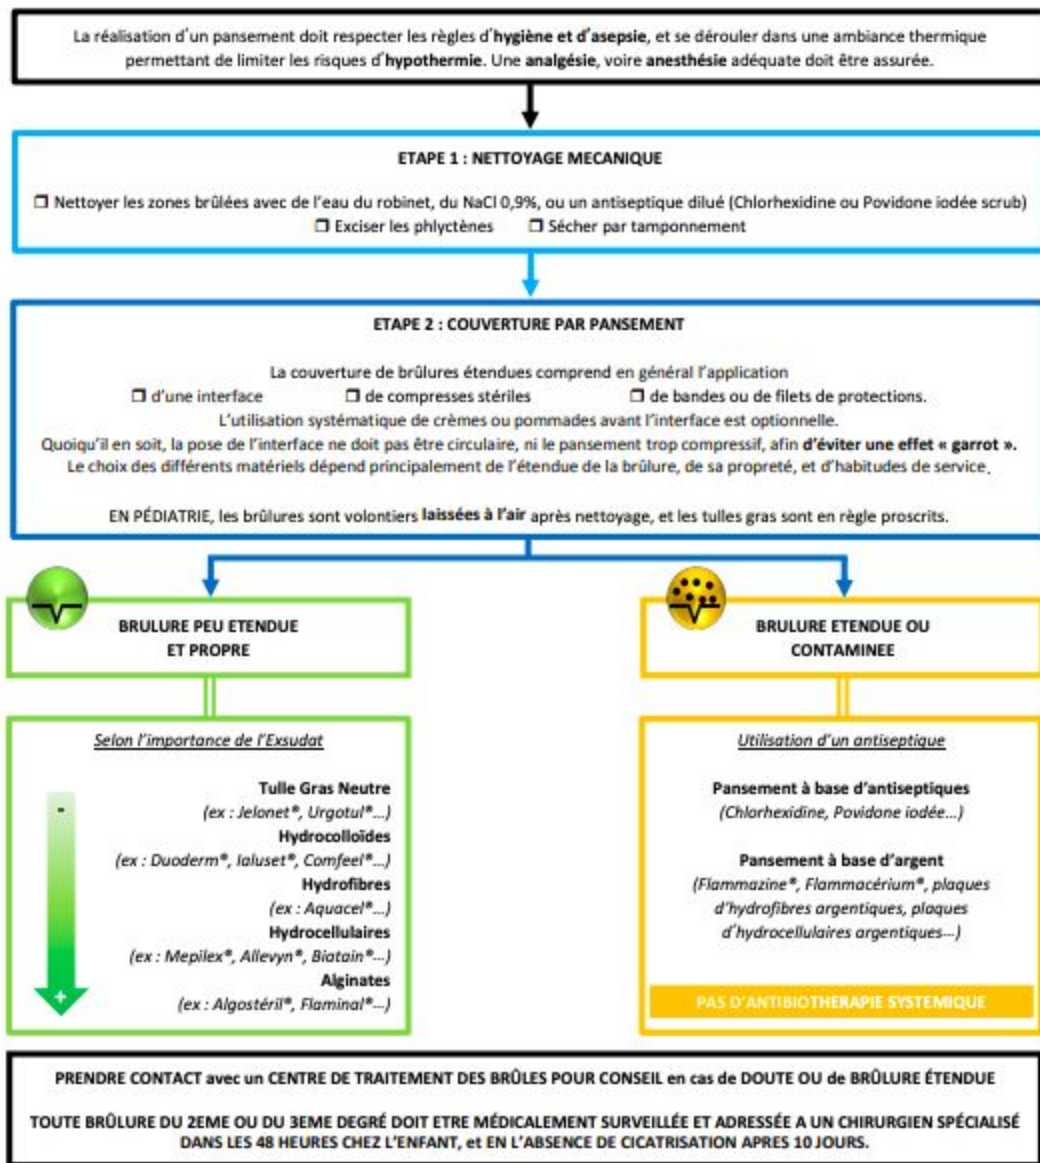 La réalisation d'un pansement doit respecter les règles d'hygiène et d'asepsie, et se dérouler dans une ambiance thermique
permettant de limiter les risques d'hypothermie. Une analgésie, voire anesthésie adéquate doit être assurée.
ETAPE 1 : NETTOYAGE MECANIQUE
❒ Nettoyer les zones brûlées avec de l'eau du robinet, du NaCl 0,9%, ou un antiseptique dilué (Chlorhexidine ou Povidone iodée scrub)
❒ Exciser les phlyctènes ❒ Sécher par tamponnement
ETAPE 2 : COUVERTURE PAR PANSEMENT
La couverture de brûlures étendues comprend en général l'application
❒ d'une interface ❒ de compresses stériles ❒ de bandes ou de filets de protections.
L'utilisation systématique de crèmes ou pommades avant l'interface est optionnelle.
Quoiqu'il en soit, la pose de l'interface ne doit pas être circulaire, ni le pansement trop compressif, afin d'éviter une effet « garrot ».
Le choix des différents matériels dépend principalement de l'étendue de la brûlure, de sa propreté, et d'habitudes de service.
EN PÉDIATRIE, les brûlures sont volontiers laissées à l'air après nettoyage, et les tulles gras sont en règle proscrits.
BRULURE PEU ETENDUE
ET PROPRE
Selon l'importance de l'Exsudat
-
Tulle Gras Neutre
(ex : Jelonet®, Urgotul®...)
Hydrocolloïdes
(ex : Duoderm®, Ialuset®, Comfeel®...)
Hydrofibres
(ex : Aquacel®...)
Hydrocellulaires
(ex : Mepilex®, Allevyn®, Biatain®...)
Alginates
(ex : Algostéril®, Flaminal®...)
+
BRULURE ETENDUE OU
CONTAMINEE
Utilisation d'un antiseptique
Pansement à base d'antiseptiques
(Chlorhexidine, Povidone iodée...)
Pansement à base d'argent
(Flammazine®, Flammacérium®, plaques
d'hydrofibres argentiques, plaques
d'hydrocellulaires argentiques...)
PAS D'ANTIBIOTHERAPIE SYSTEMIQUE
PRENDRE CONTACT avec un CENTRE DE TRAITEMENT DES BRÛLES POUR CONSEIL en cas de DOUTE OU de BRÛLURE ÉTENDUE
TOUTE BRÛLURE DU 2EME OU DU 3EME DEGRÉ DOIT ETRE MÉDICALEMENT SURVEILLÉE ET ADRESSÉE A UN CHIRURGIEN SPÉCIALISÉ
DANS LES 48 HEURES CHEZ L'ENFANT, et EN L'ABSENCE DE CICATRISATION APRES 10 JOURS.